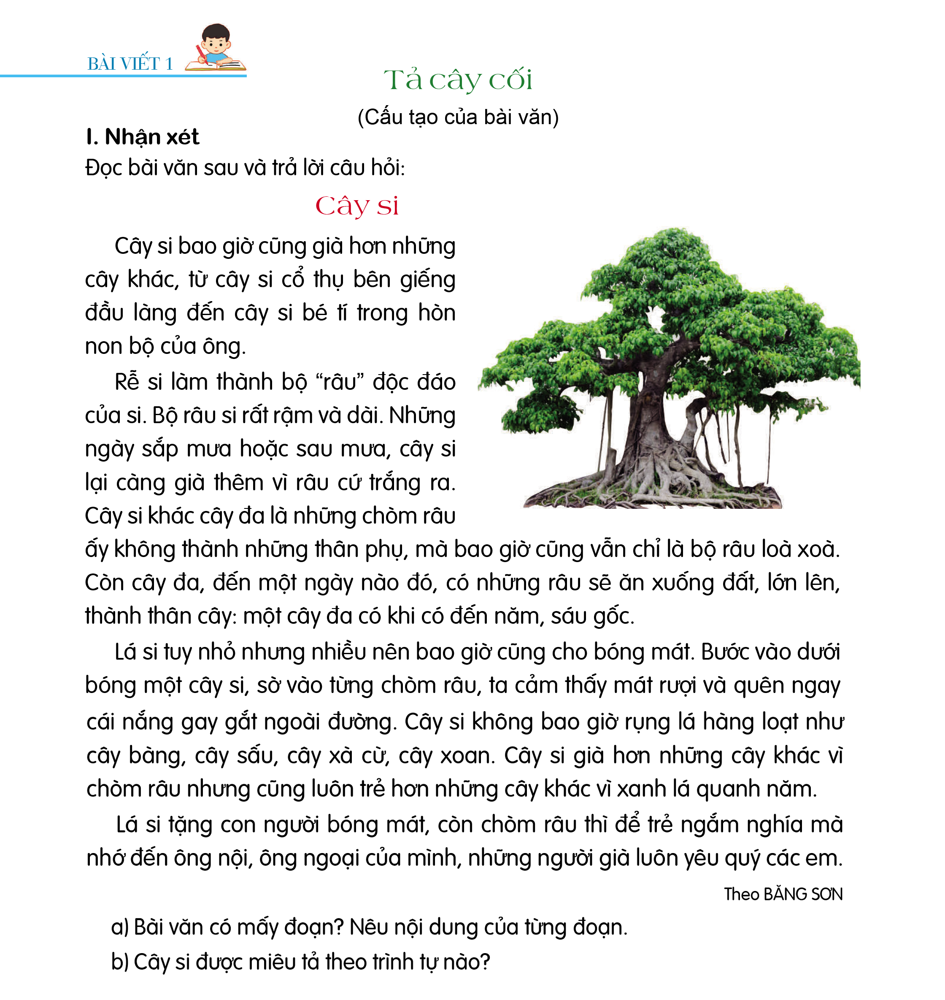 BÀI VIẾT 1
Tả cây cối
(Cấu tạo của bài văn)
I. Nhận xét
Đọc bài văn sau và trả lời câu hỏi:
Cây si
Cây si bao giờ cũng già hơn những
cây khác, từ cây si cổ thụ bên giếng
đầu làng đến cây si bé tí trong hòn
non bộ của ông.
Rễ si làm thành bộ “râu” độc đáo
của si. Bộ râu si rất rậm và dài. Những
ngày sắp mưa hoặc sau mưa, cây si
lại càng già thêm vì râu cứ trắng ra.
Cây si khác cây đa là những chòm râu
ấy không thành những thân phụ, mà bao giờ cũng vẫn chỉ là bộ râu loà xoà.
Còn cây đa, đến một ngày nào đó, có những râu sẽ ăn xuống đất, lớn lên,
thành thân cây: một cây đa có khi có đến năm, sáu gốc.
Lá si tuy nhỏ nhưng nhiều nên bao giờ cũng cho bóng mát. Bước vào dưới
bóng một cây si, sờ vào từng chòm râu, ta cảm thấy mát rượi và quên ngay
cái nắng gay gắt ngoài đường. Cây si không bao giờ rụng lá hàng loạt như
cây bàng, cây sấu, cây xà cừ, cây xoan. Cây si già hơn những cây khác vì
chòm râu nhưng cũng luôn trẻ hơn những cây khác vì xanh lá quanh năm.
Lá si tặng con người bóng mát, còn chòm râu thì để trẻ ngắm nghía mà
nhớ đến ông nội, ông ngoại của mình, những người già luôn yêu quý các em.
Theo BĂNG SƠN
a) Bài văn có mấy đoạn? Nêu nội dung của từng đoạn.
b) Cây si được miêu tả theo trình tự nào?